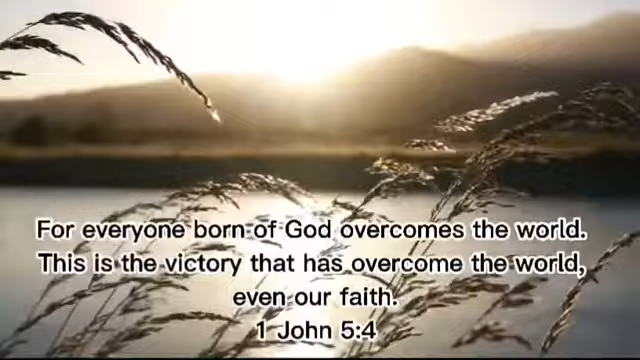 For everyone born of God overcomes the world.
This is the victory that has overcome the world,
even our faith.
1 John 5:4